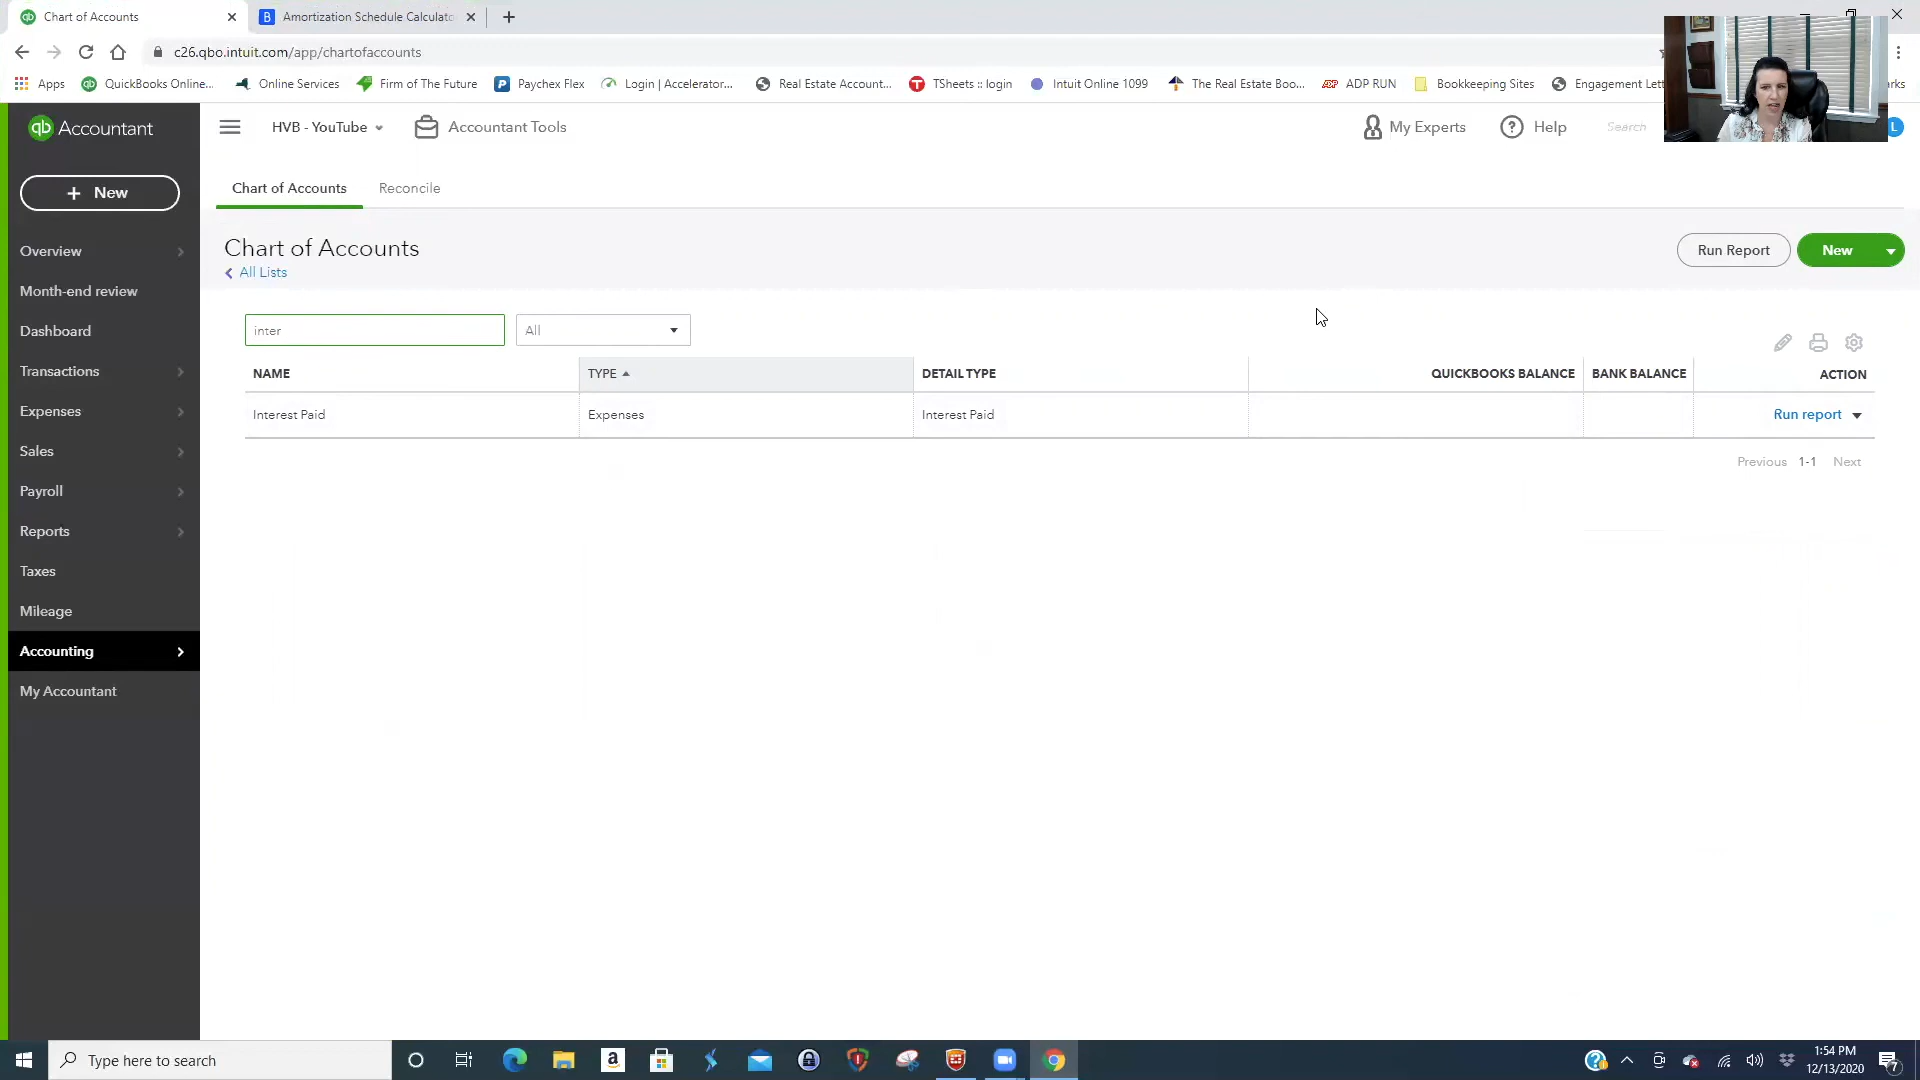 Chart of Accounts
Amortization Schedule Calculato
c26.qbo.intuit.com/app/chartofaccounts
Apps
QuickBooks Online...
Online Services
Firm of The Future
Paychex Flex
Login | Accelerator...
Real Estate Account...
TSheets :: login
Intuit Online 1099
The Real Estate Boo...
ADP RUN
Bookkeeping Sites
Engagement Lett
rks
qb Accountant
HVB - YouTube
Accountant Tools
My Experts
Help
Search
L
+ New
Overview
Month-end review
Dashboard
Transactions
Expenses
Sales
Payroll
Reports
Taxes
Mileage
Accounting
My Accountant
Chart of Accounts
Reconcile
Chart of Accounts
All Lists
Run Report
New
inter
All
NAME
TYPE
DETAIL TYPE
QUICKBOOKS BALANCE
BANK BALANCE
ACTION
Interest Paid
Expenses
Interest Paid
Run report
Previous 1-1 Next
Type here to search
1:54 PM
12/13/2020
7